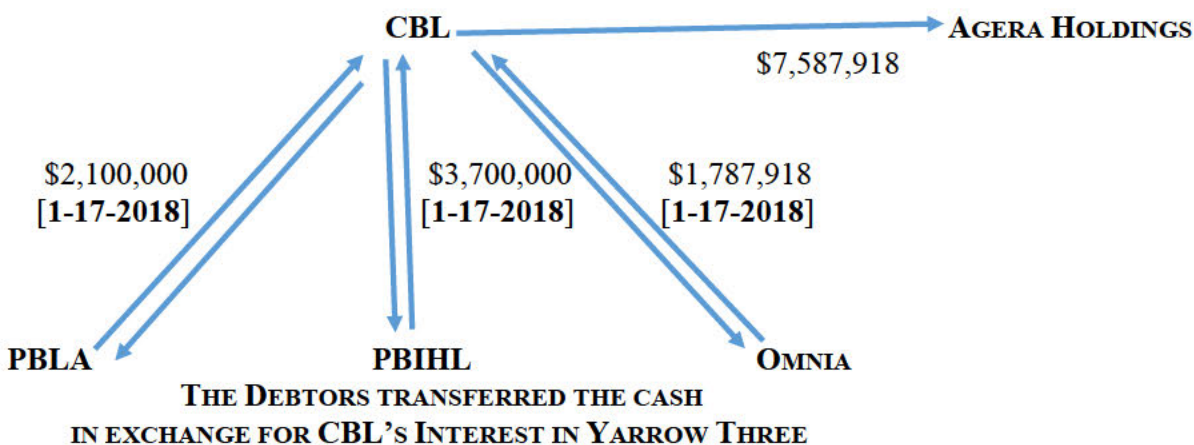 CBL
AGERA HOLDINGS
$7,587,918
$2,100,000
[1-17-2018]
$3,700,000
[1-17-2018]
$1,787,918
[1-17-2018]
PBLA
PBIHL
OMNIA
THE DEBTORS TRANSFERRED THE CASH
IN EXCHANGE FOR CBL'S INTEREST IN YARROW THREE